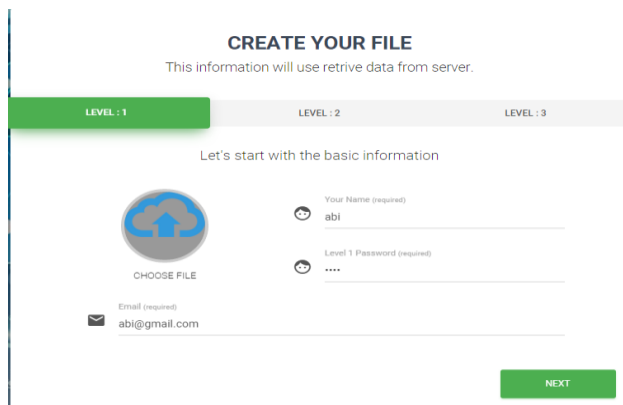 CREATE YOUR FILE
This information will use retrive data from server.
LEVEL : 1
LEVEL : 2
LEVEL : 3
Let's start with the basic information
CHOOSE FILE
Your Name (required)
abi
Level 1 Password (required)
••••
Email (required)
abi@gmail.com
NEXT